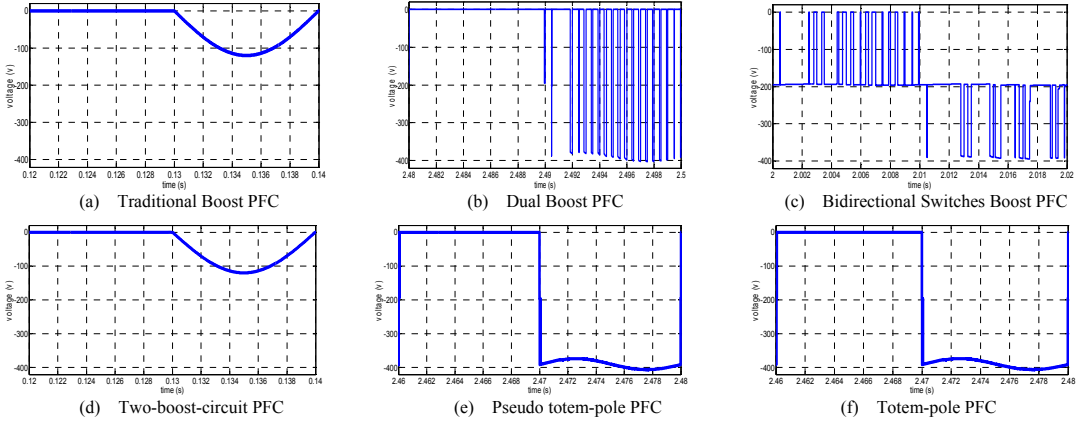 0
-100
-200
-300
-400
voltage (v)
0.12 0.122 0.124 0.126 0.128 0.13 0.132 0.134 0.136 0.138 0.14
time (s)
(a) Traditional Boost PFC
0
-100
-200
-300
-400
voltage (v)
2.48 2.482 2.484 2.486 2.488 2.49 2.492 2.494 2.496 2.498 2.5
time (s)
(b) Dual Boost PFC
0
-100
-200
-300
-400
voltage (v)
2 2.002 2.004 2.006 2.008 2.01 2.012 2.014 2.016 2.018 2.02
time (s)
(c) Bidirectional Switches Boost PFC
0
-100
-200
-300
-400
voltage (v)
0.12 0.122 0.124 0.126 0.128 0.13 0.132 0.134 0.136 0.138 0.14
time (s)
(d) Two-boost-circuit PFC
0
-100
-200
-300
-400
voltage (v)
2.46 2.462 2.464 2.466 2.468 2.47 2.472 2.474 2.476 2.478 2.48
time (s)
(e) Pseudo totem-pole PFC
0
-100
-200
-300
-400
voltage (v)
2.46 2.462 2.464 2.466 2.468 2.47 2.472 2.474 2.476 2.478 2.48
time (s)
(f) Totem-pole PFC